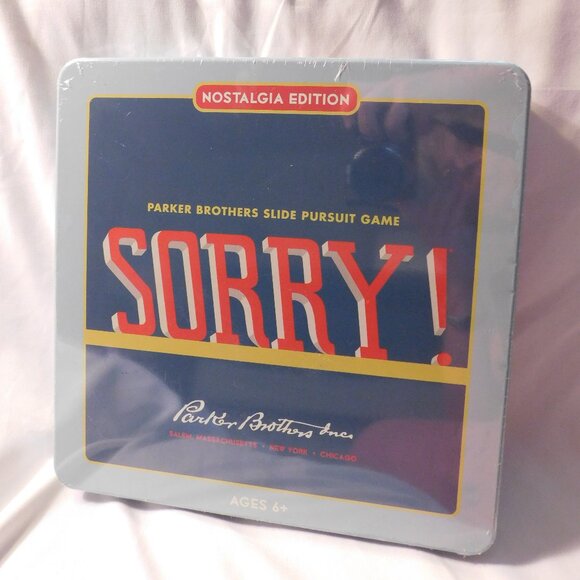 NOSTALGIA EDITION
PARKER BROTHERS SLIDE PURSUIT GAME
SORRY!
Parker Brothers Inc.
SALEM, MASSACHUSETTS • NEW YORK • CHICAGO
AGES 6+